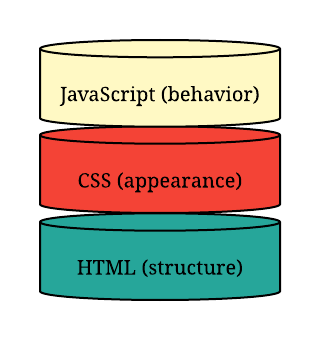 JavaScript (behavior)
CSS (appearance)
HTML (structure)